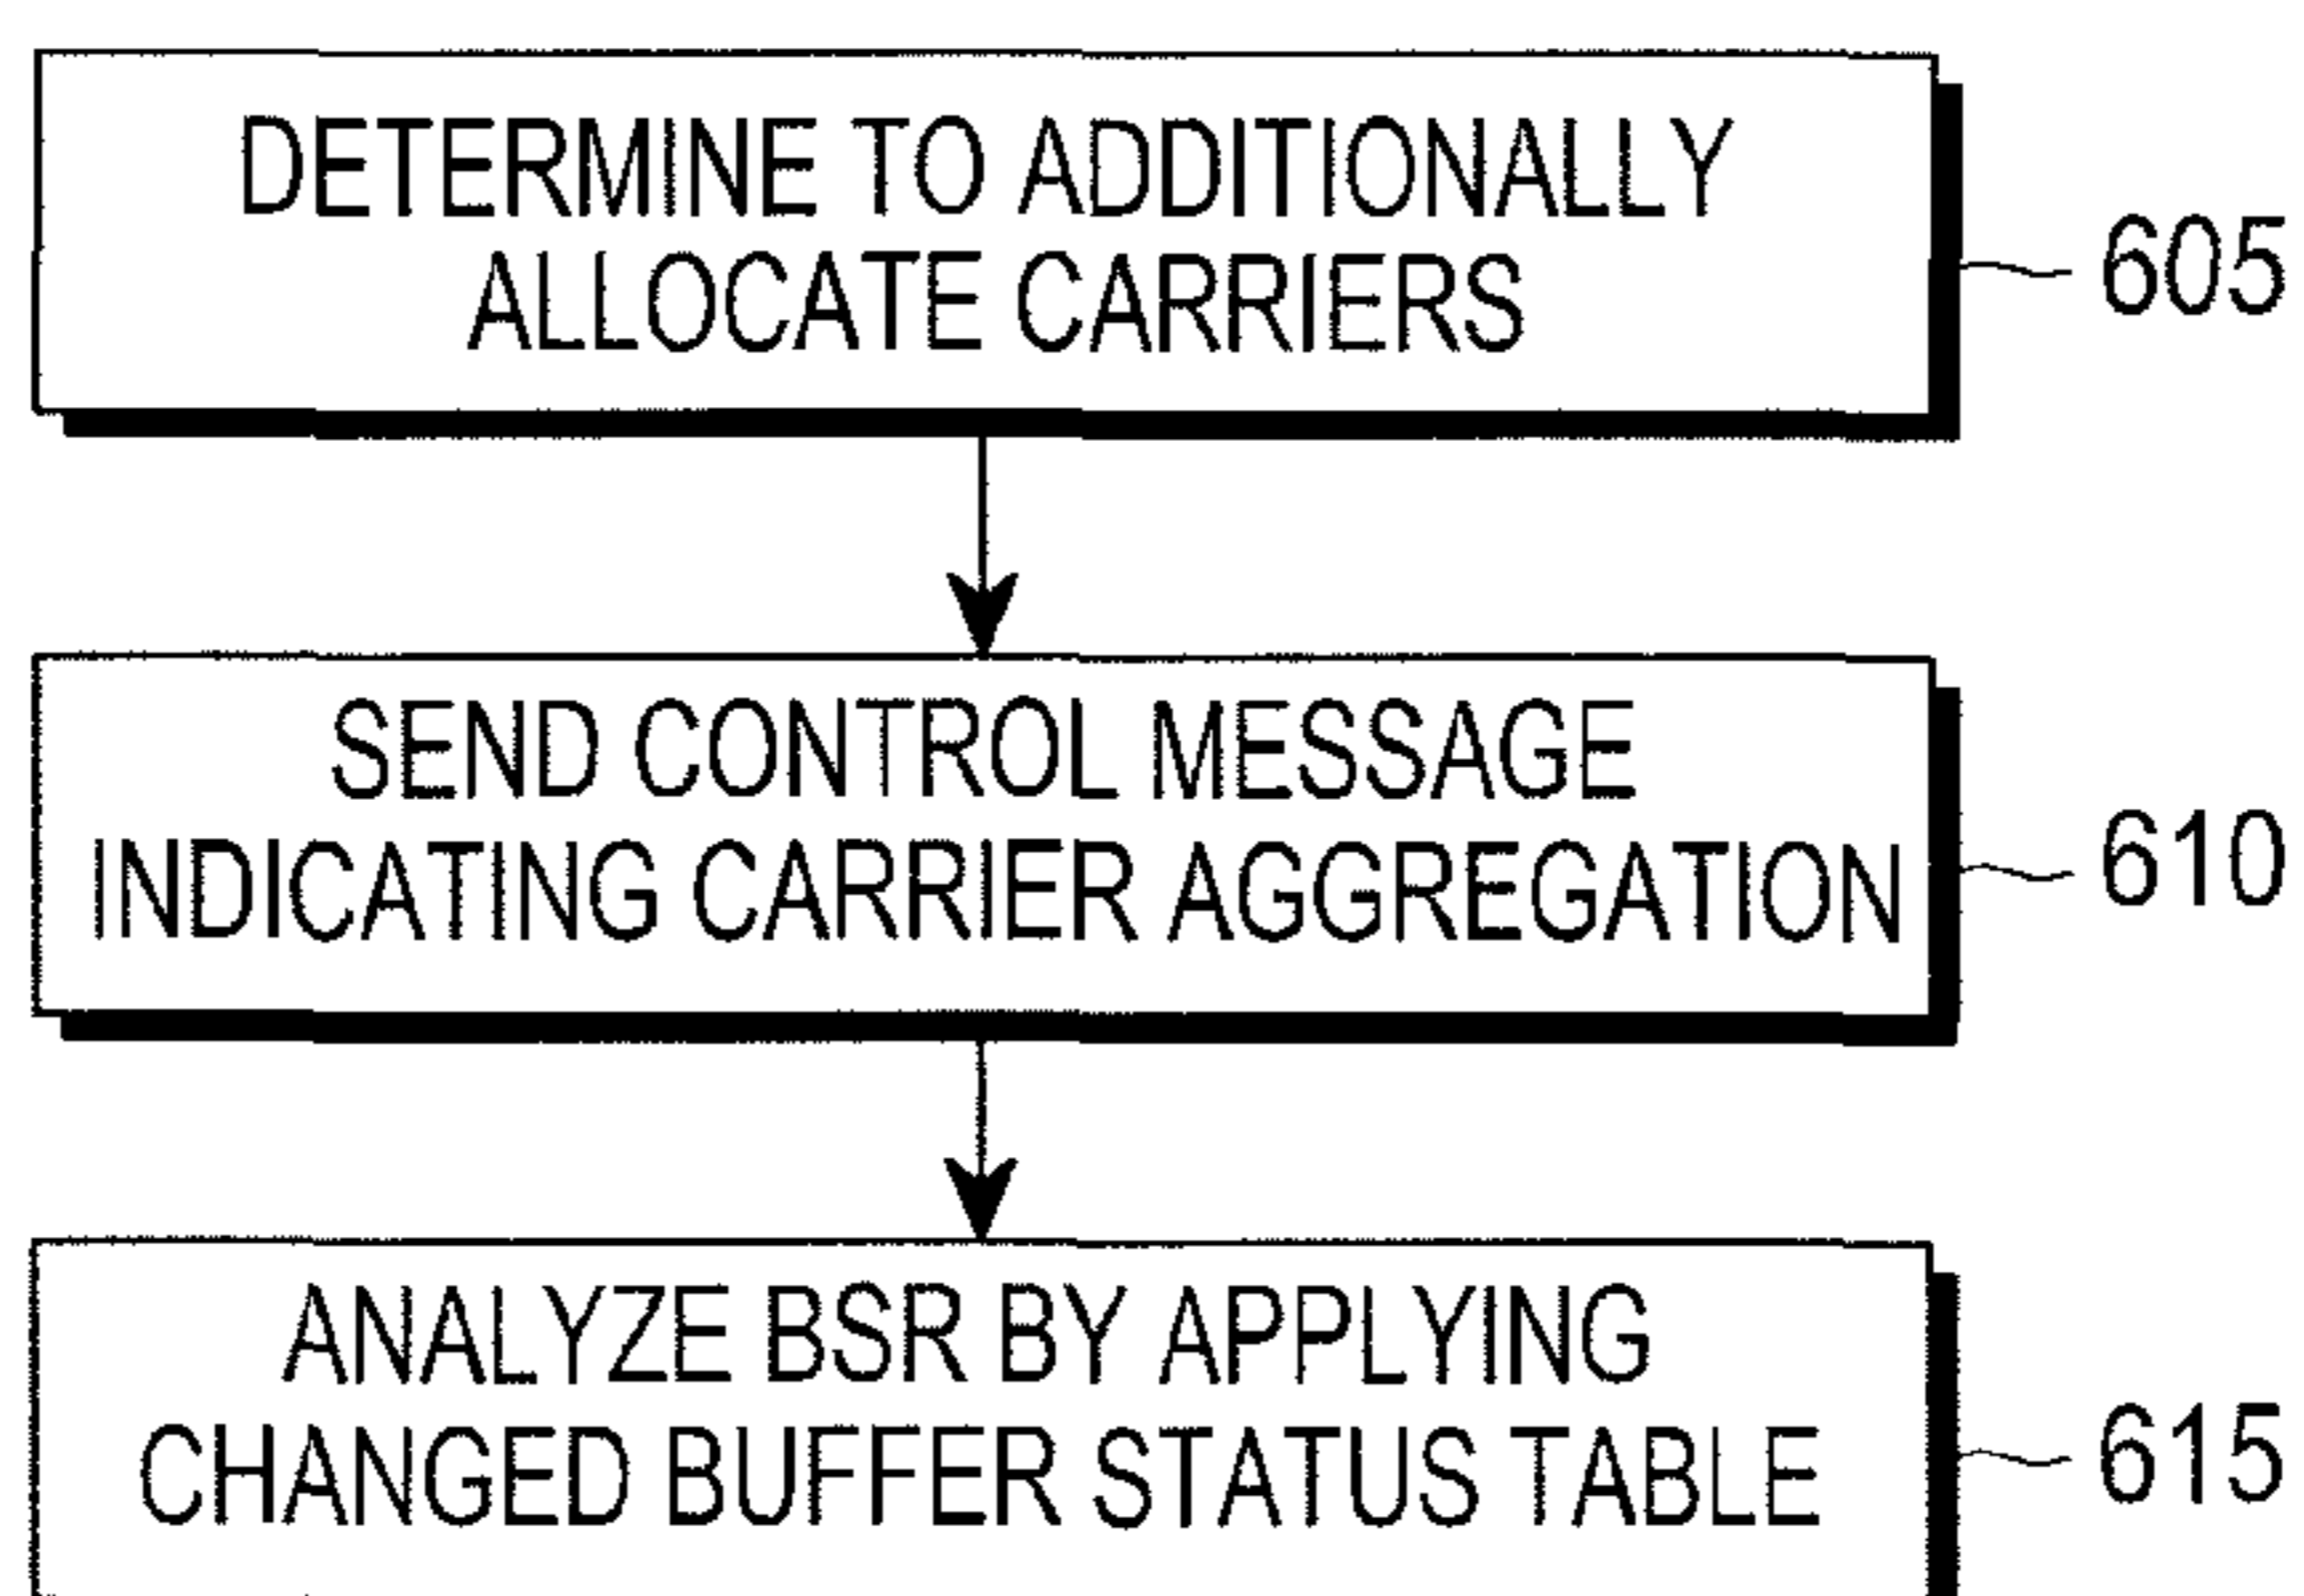 DETERMINE TO ADDITIONALLY
ALLOCATE CARRIERS
605
SEND CONTROL MESSAGE
INDICATING CARRIER AGGREGATION
610
ANALYZE BSR BY APPLYING
CHANGED BUFFER STATUS TABLE
615